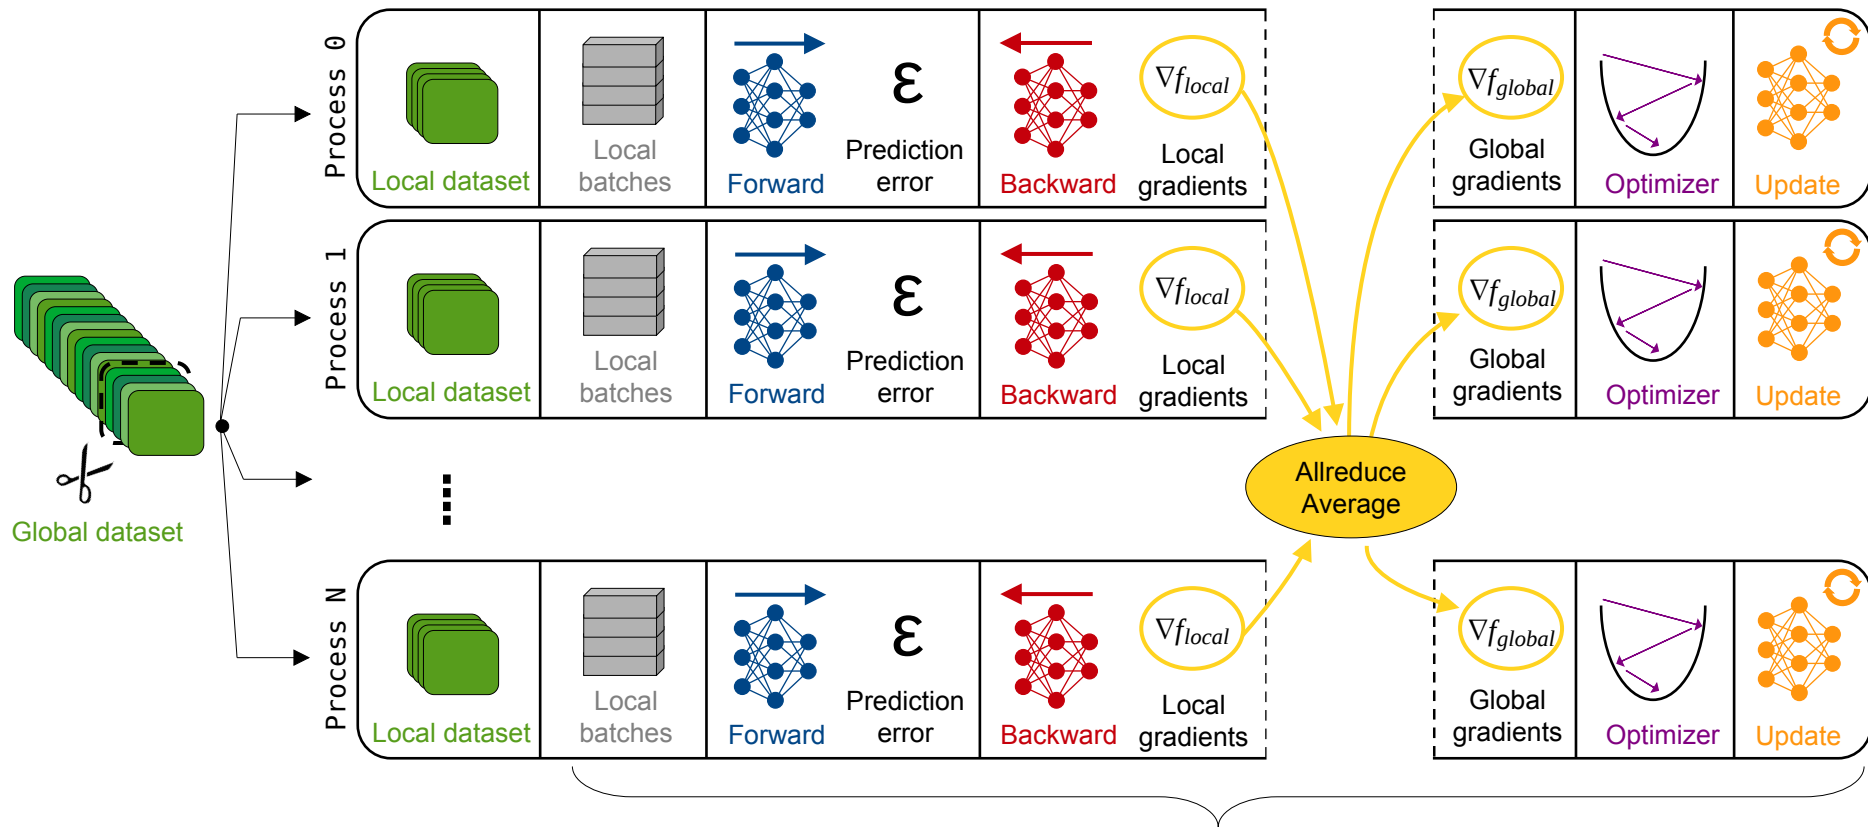 Process 0
Local dataset
Local
batches
Forward
ε
Prediction
error
Backward
∇f_local
Local
gradients
∇f_global
Global
gradients
Optimizer
Update
Process 1
Local dataset
Local
batches
Forward
ε
Prediction
error
Backward
∇f_local
Local
gradients
∇f_global
Global
gradients
Optimizer
Update
Global dataset
Allreduce
Average
Process N
Local dataset
Local
batches
Forward
ε
Prediction
error
Backward
∇f_local
Local
gradients
∇f_global
Global
gradients
Optimizer
Update